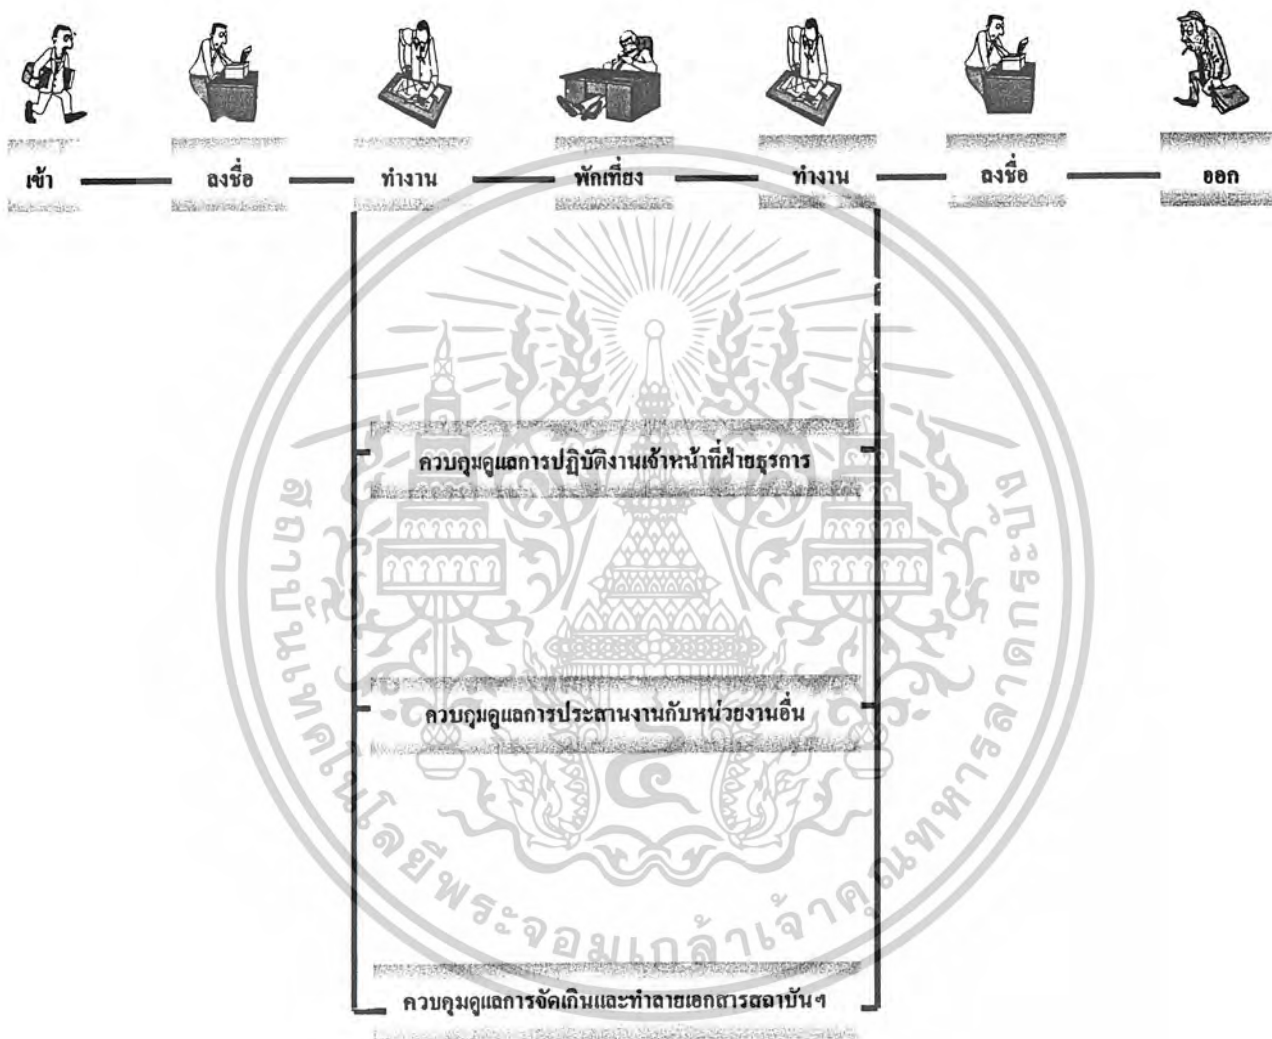 เข้า ลงชื่อ ทำงาน พักเที่ยง ทำงาน ลงชื่อ ออก
ควบคุมดูแลการปฏิบัติงานเจ้าหน้าที่ฝ่ายธุรการ
ควบคุมดูแลการประสานงานกับหน่วยงานอื่น
ควบคุมดูแลการจัดเก็บและทำลายเอกสารสถาบันฯ
สถาบันเทคโนโลยีพระจอมเกล้าเจ้าคุณทหารลาดกระบัง